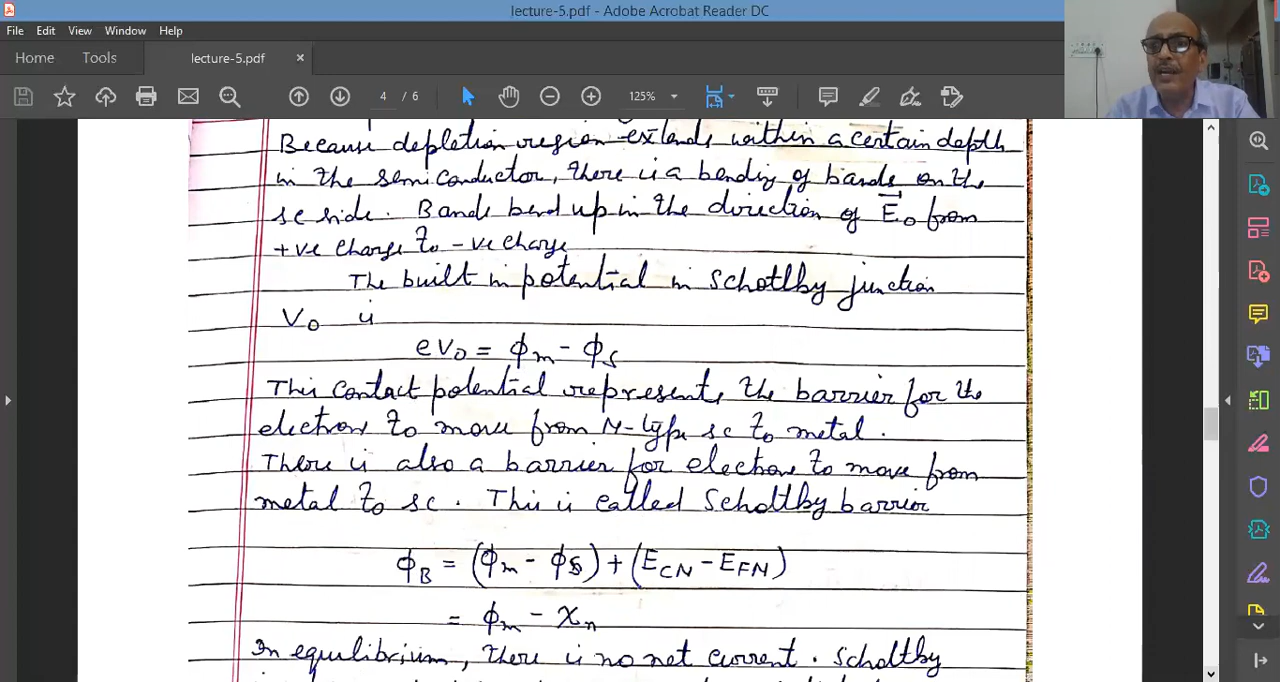 lecture-5.pdf - Adobe Acrobat Reader DC
File Edit View Window Help
Home Tools lecture-5.pdf ×
4 / 6 125%
Because depletion region extends within a certain depth
in the semiconductor, there is a bending of bands on the
sc side. Bands bend up in the direction of E⃗₀ from
+ve charge to -ve charge
The built in potential in Schottky junction
V₀ is
eV₀ = ϕₘ - ϕₛ
This contact potential represents the barrier for the
electrons to move from N-type sc to metal.
There is also a barrier for electrons to move from
metal to sc. This is called Schottky barrier
ϕ_B = (ϕₘ - ϕₛ) + (E_CN - E_FN)
= ϕₘ - χₙ
In equilibrium, there is no net current. Schottky